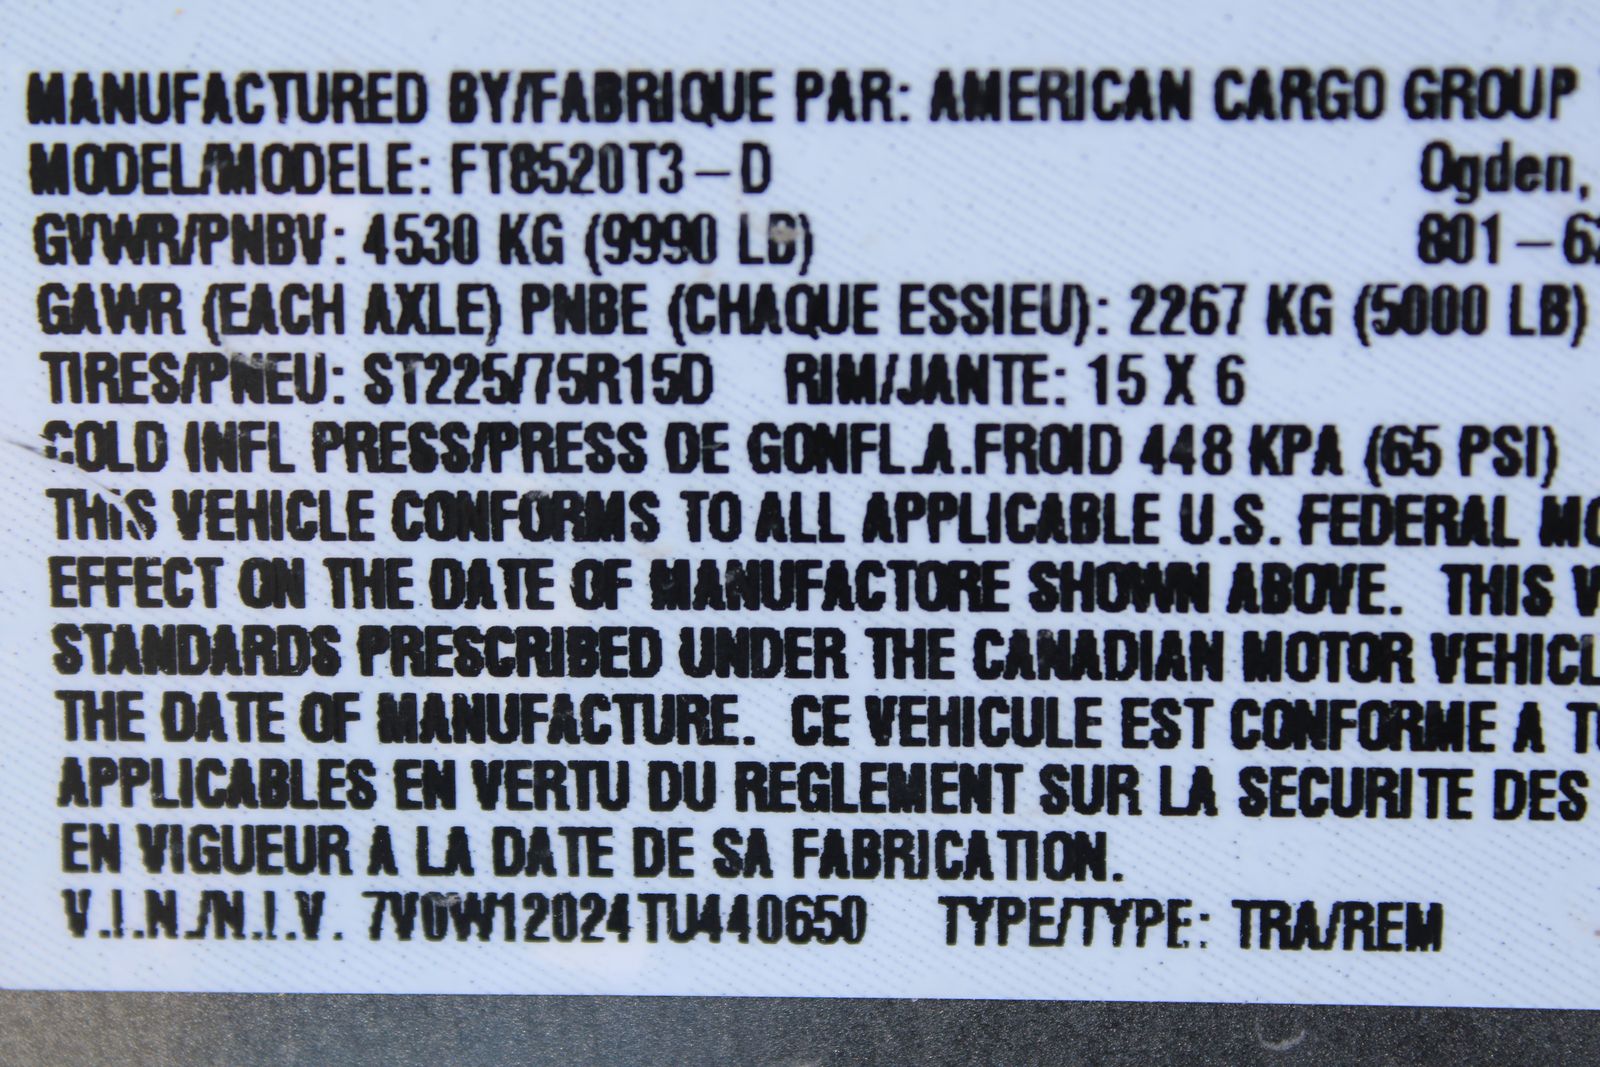 MANUFACTURED BY/FABRIQUE PAR: AMERICAN CARGO GROUP
MODEL/MODELE: FT8520T3-D Ogden,
GVWR/PNBV: 4530 KG (9990 LB) 801-62
GAWR (EACH AXLE) PNBE (CHAQUE ESSIEU): 2267 KG (5000 LB)
TIRES/PNEU: ST225/75R15D RIM/JANTE: 15 X 6
COLD INFL PRESS/PRESS DE GONFL.A.FROID 448 KPA (65 PSI)
THIS VEHICLE CONFORMS TO ALL APPLICABLE U.S. FEDERAL MO
EFFECT ON THE DATE OF MANUFACTORE SHOWN ABOVE. THIS V
STANDARDS PRESCRIBED UNDER THE CANADIAN MOTOR VEHICL
THE DATE OF MANUFACTURE. CE VEHICULE EST CONFORME A TO
APPLICABLES EN VERTU DU REGLEMENT SUR LA SECURITE DES
EN VIGUEUR A LA DATE DE SA FABRICATION.
V.I.N./N.I.V. 7V0W12024TU440650 TYPE/TYPE: TRA/REM